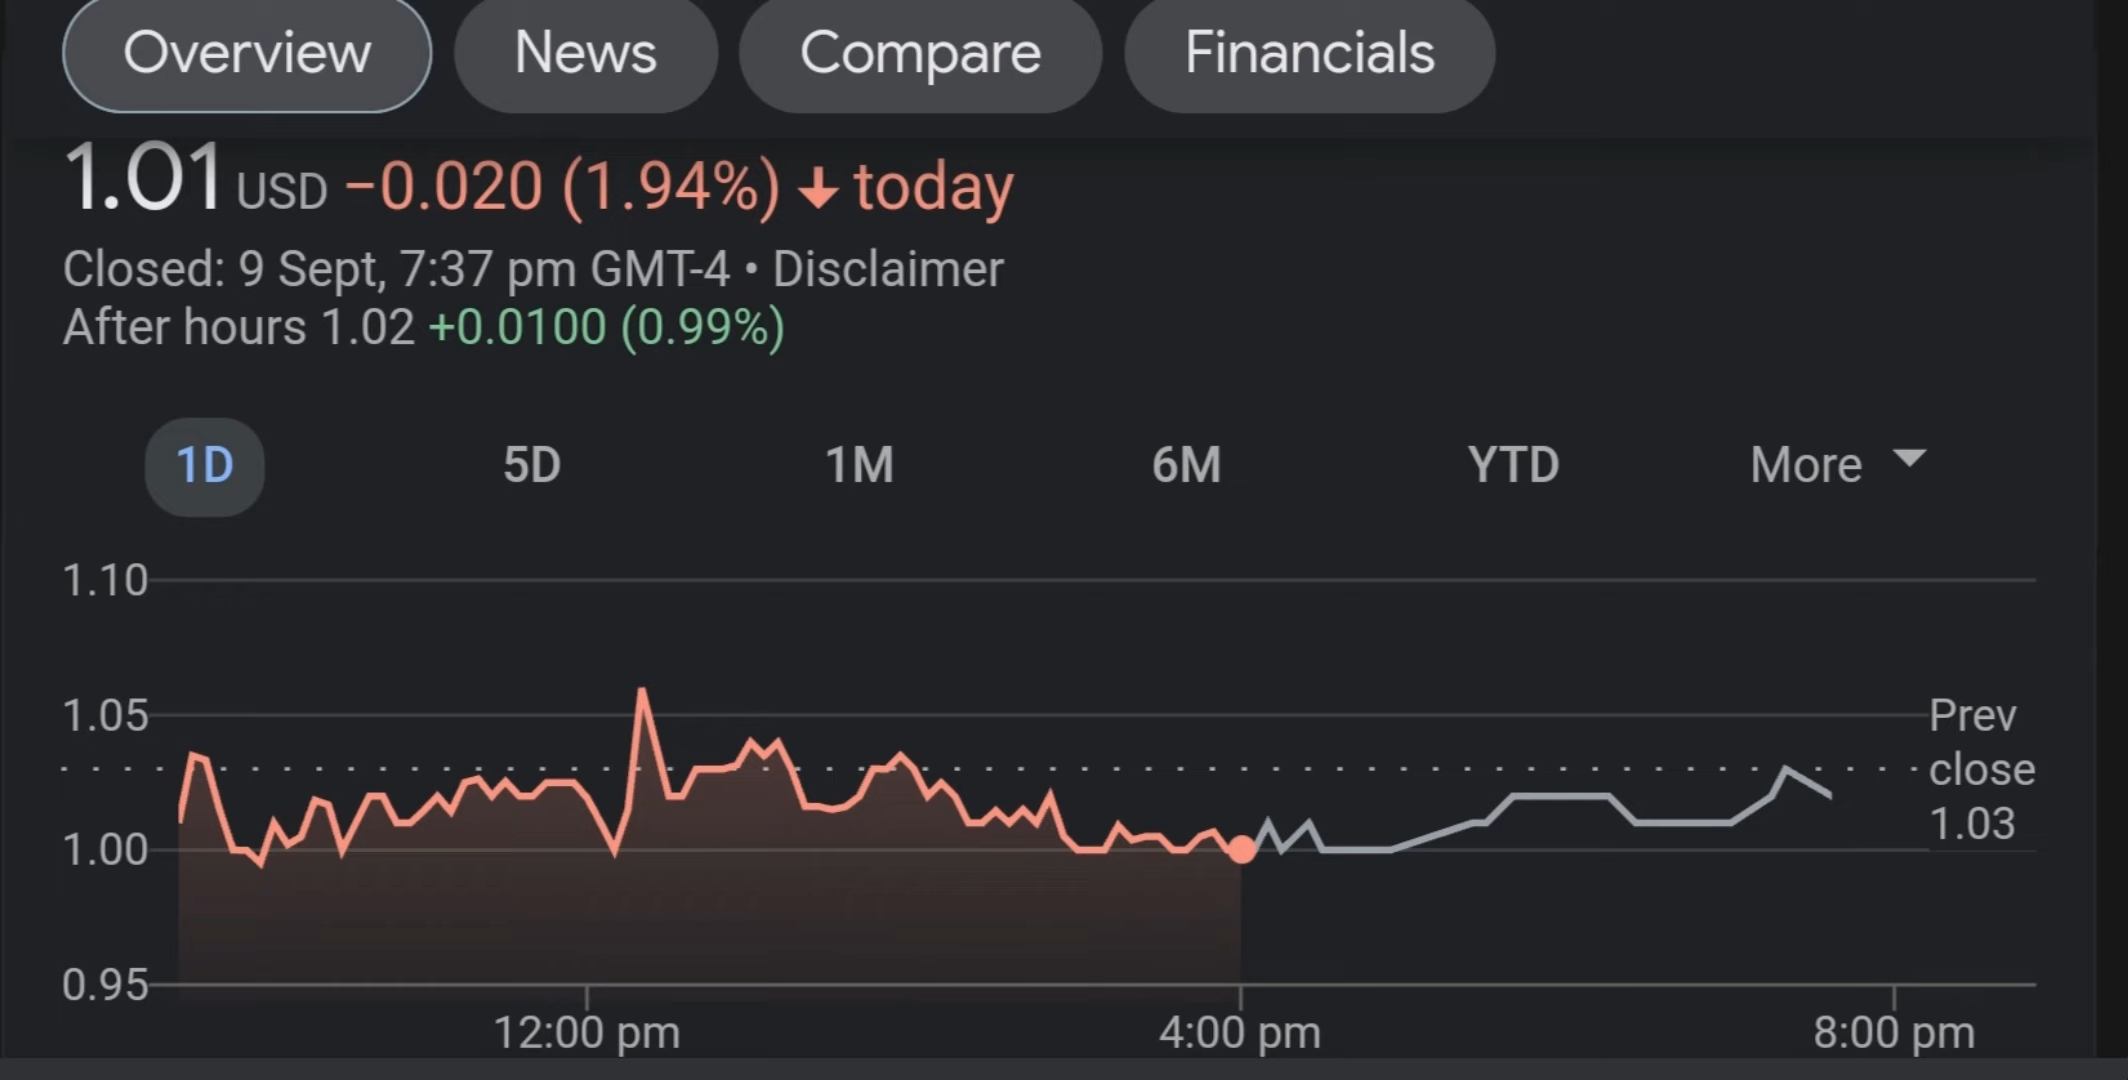 Overview News Compare Financials
1.01 USD −0.020 (1.94%) ↓ today
Closed: 9 Sept, 7:37 pm GMT-4 • Disclaimer
After hours 1.02 +0.0100 (0.99%)
1D 5D 1M 6M YTD More
1.10
1.05
1.00
0.95
Prev
close
1.03
12:00 pm 4:00 pm 8:00 pm